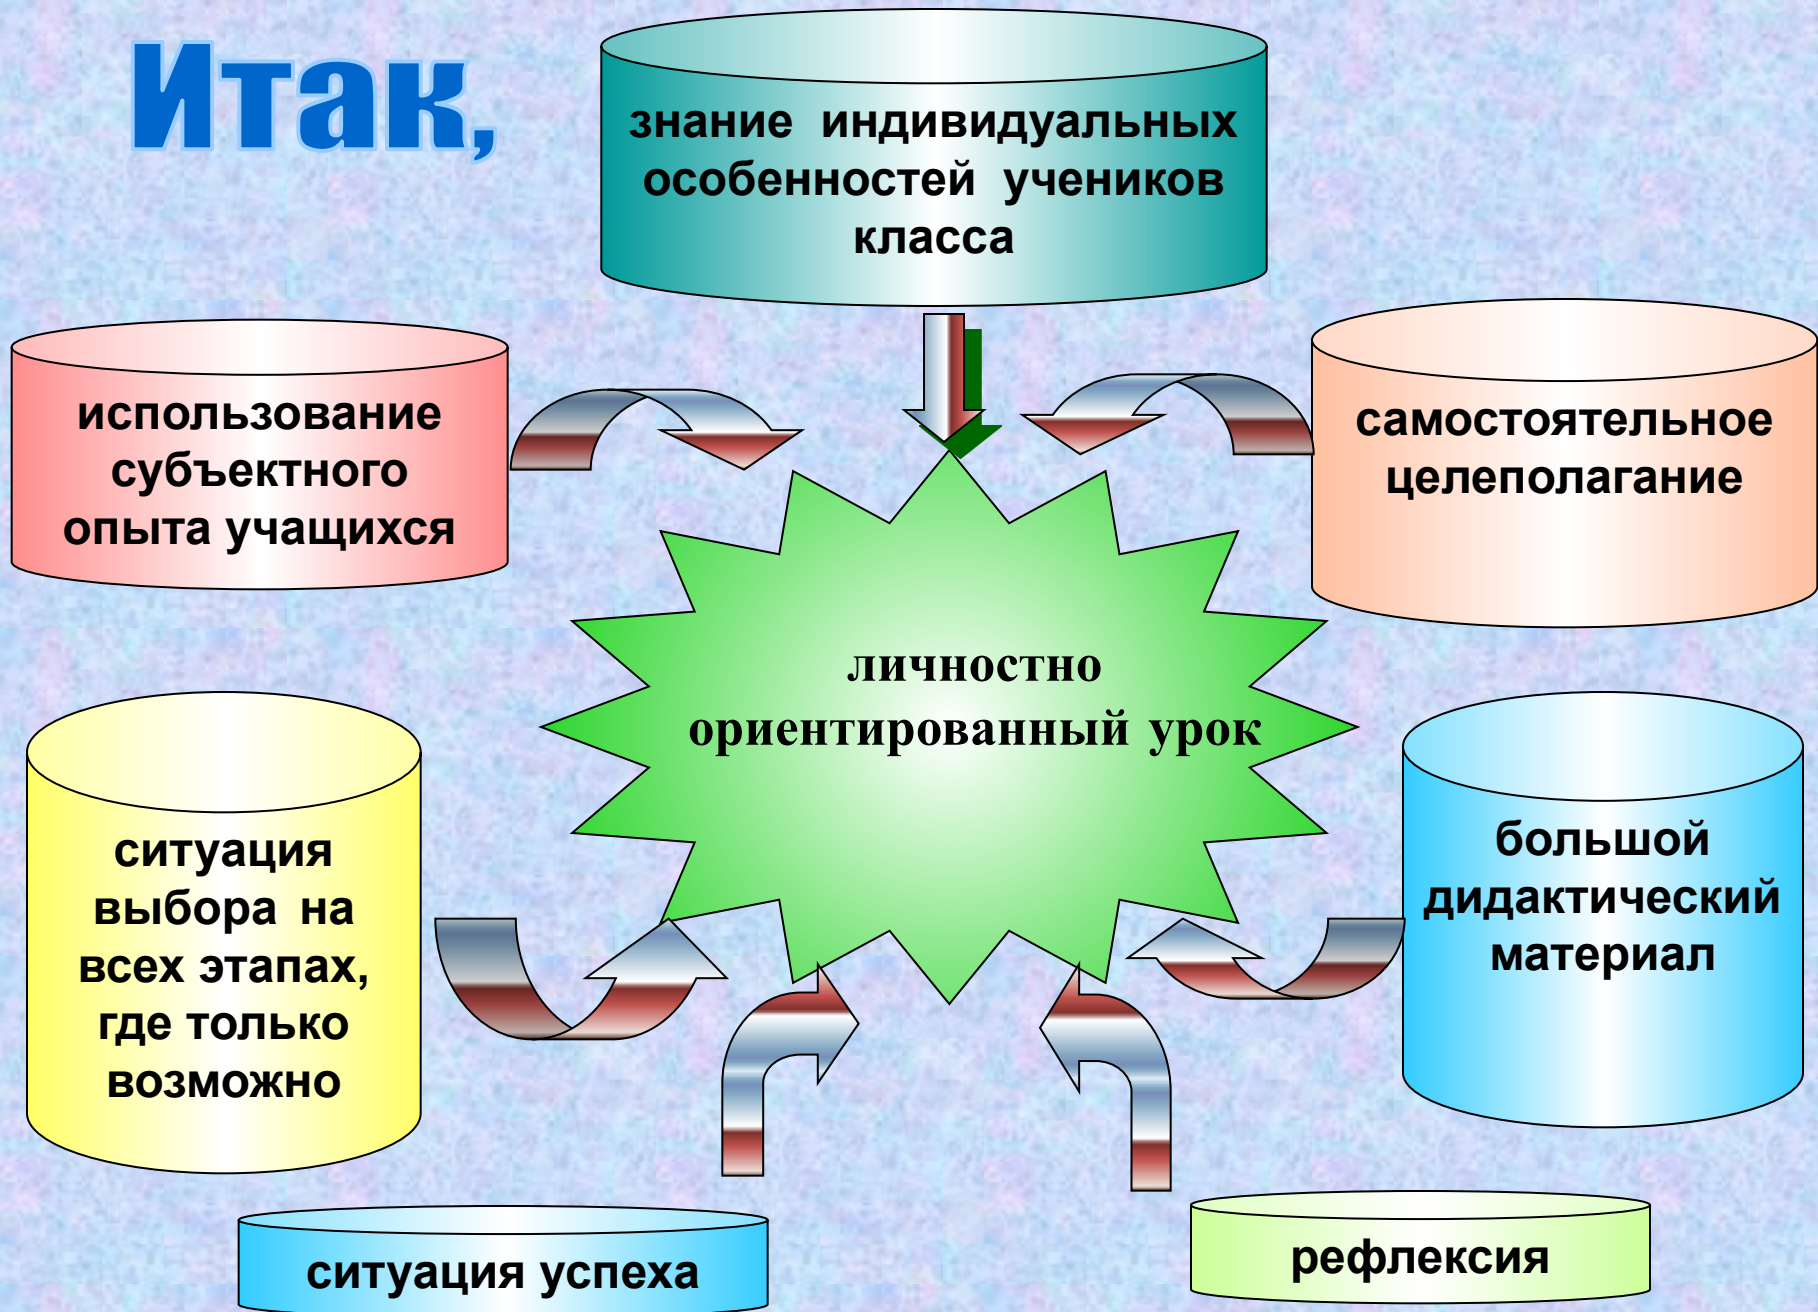 Итак,
знание индивидуальных
особенностей учеников
класса
использование
субъектного
опыта учащихся
самостоятельное
целеполагание
личностно
ориентированный урок
ситуация
выбора на
всех этапах,
где только
возможно
большой
дидактический
материал
ситуация успеха
рефлексия